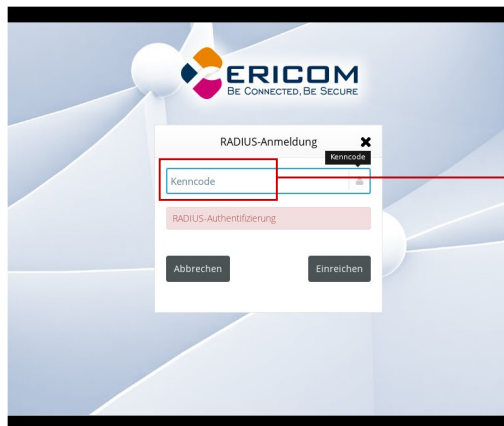 ERICOM
BE CONNECTED, BE SECURE
RADIUS-Anmeldung
Kenncode
Kenncode
RADIUS-Authentifizierung
Abbrechen
Einreichen